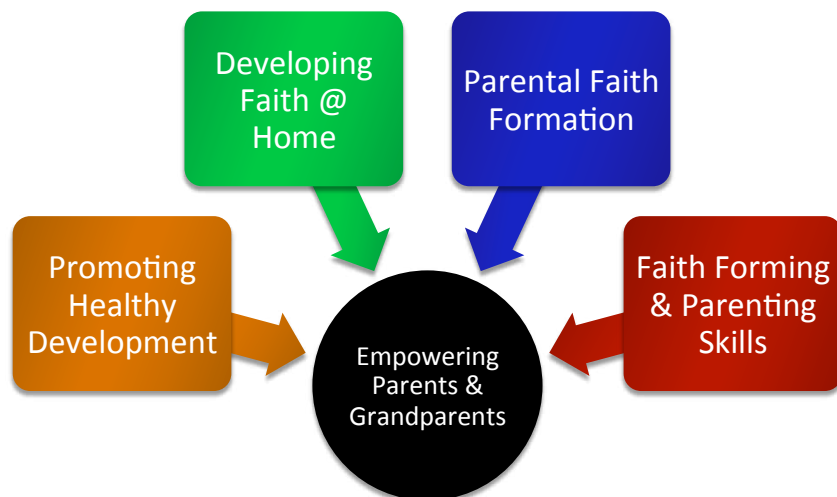 Developing
Faith @
Home
Parental Faith
Formation
Promoting
Healthy
Development
Faith Forming
& Parenting
Skills
Empowering
Parents &
Grandparents